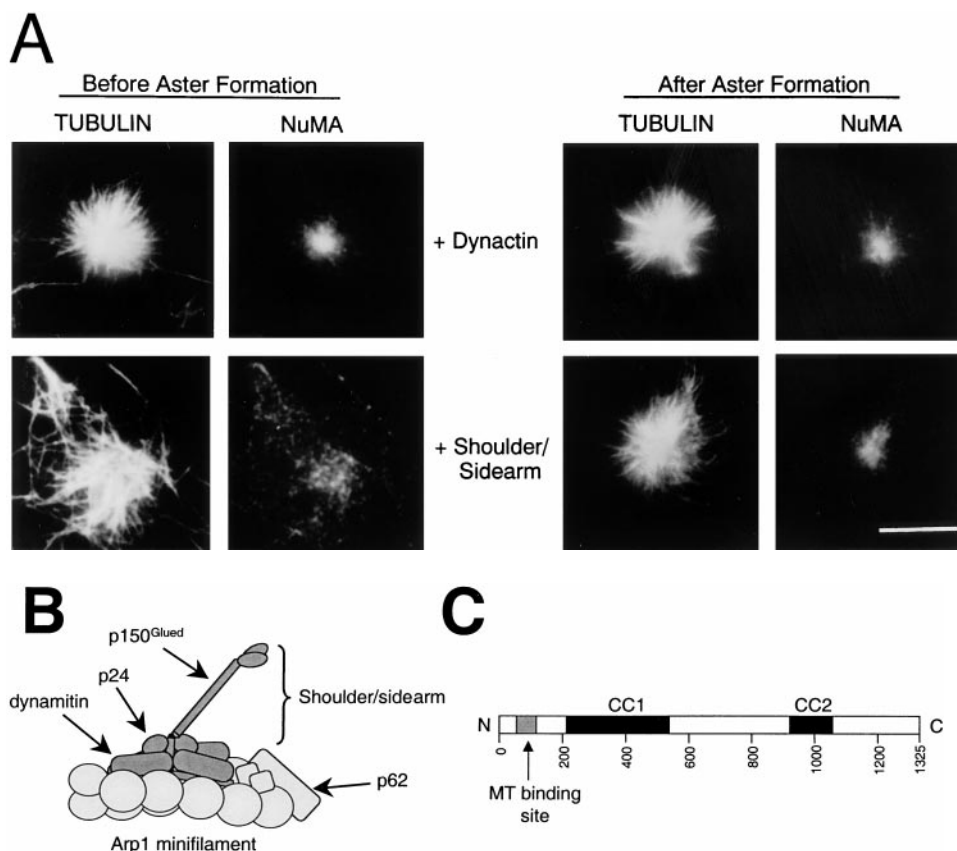 A
Before Aster Formation
After Aster Formation
TUBULIN NuMA
TUBULIN NuMA
+ Dynactin
+ Shoulder/
Sidearm
B
p150Glued
p24
dynamitin
Shoulder/sidearm
p62
Arp1 minifilament
C
CC1 CC2
N C
0 200 400 600 800 1000 1200 1325
MT binding
site